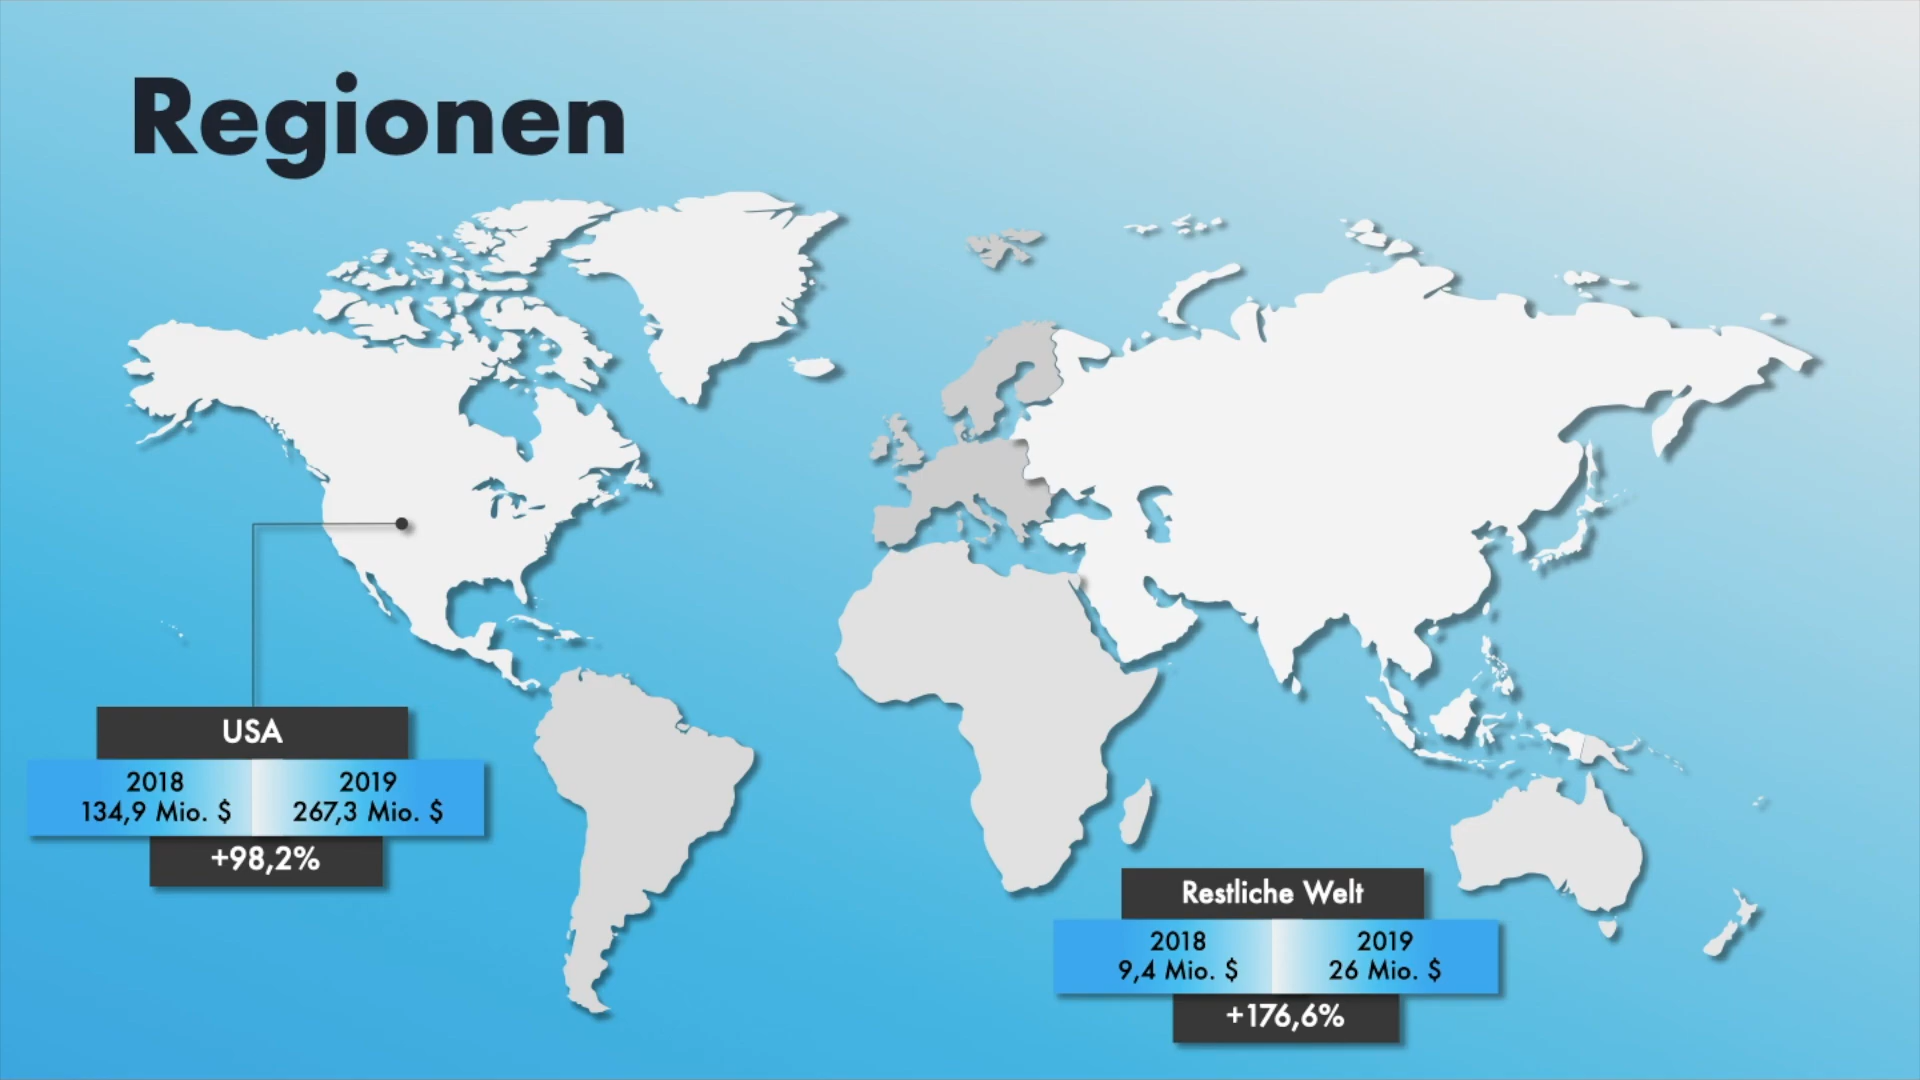 Regionen
USA
2018
134,9 Mio. $
2019
267,3 Mio. $
+98,2%
Restliche Welt
2018
9,4 Mio. $
2019
26 Mio. $
+176,6%